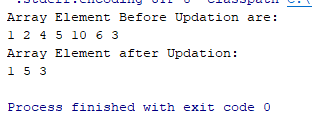 Array Element Before Updation are:
1 2 4 5 10 6 3
Array Element after Updation:
1 5 3
Process finished with exit code 0